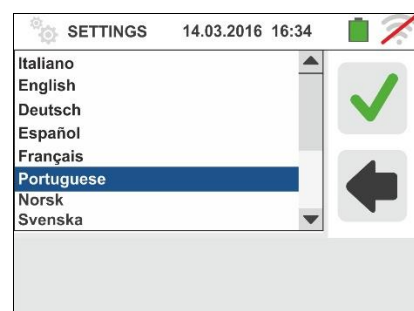 SETTINGS 14.03.2016 16:34
Italiano
English
Deutsch
Español
Français
Portuguese
Norsk
Svenska